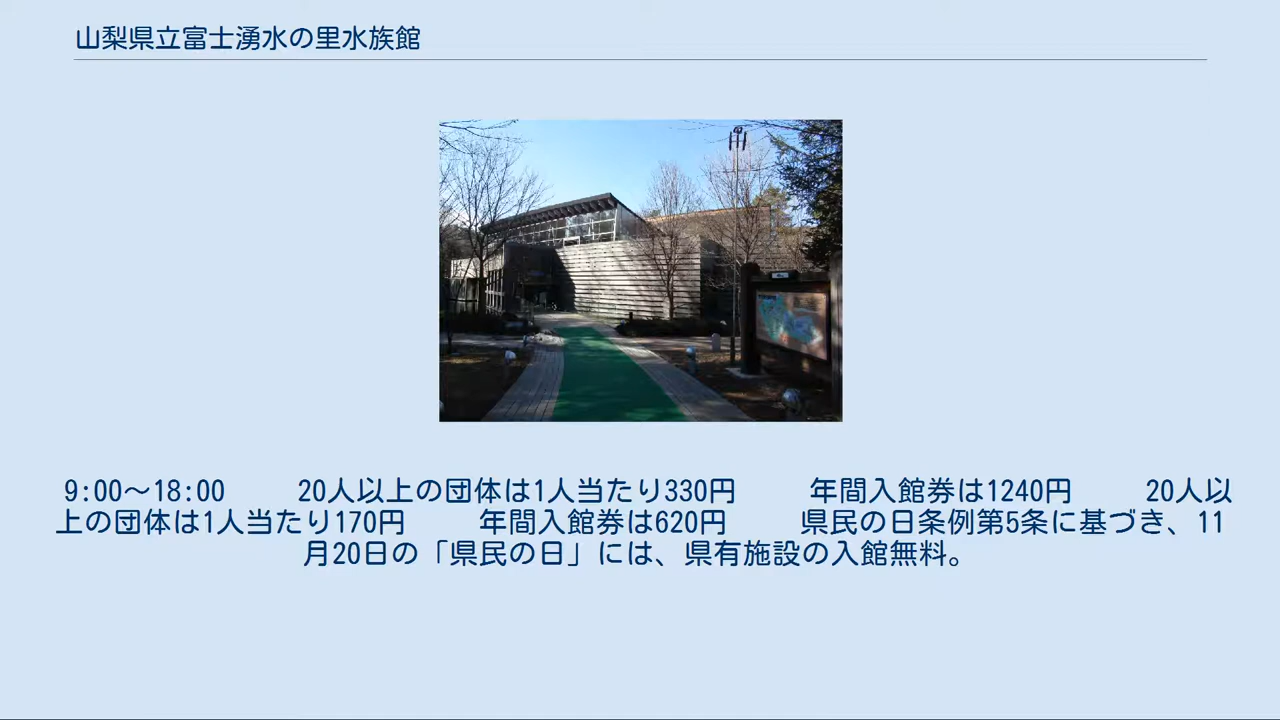 山梨県立富士湧水の里水族館
9:00〜18:00　　20人以上の団体は1人当たり330円　　年間入館券は1240円　　20人以
上の団体は1人当たり170円　　年間入館券は620円　　県民の日条例第5条に基づき、11
月20日の「県民の日」には、県有施設の入館無料。